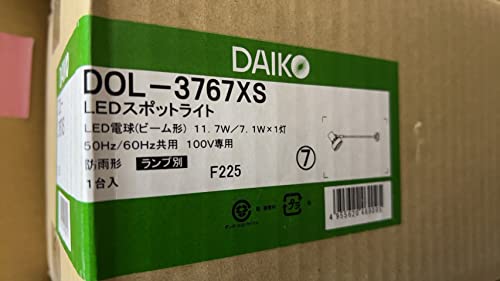 DAIKO
DOL-3767XS
LEDスポットライト
LED電球(ビーム形) 11.7W/7.1W×1灯
50Hz/60Hz共用 100V専用
防雨形 ランプ別
F225
⑦
1台入
プラ